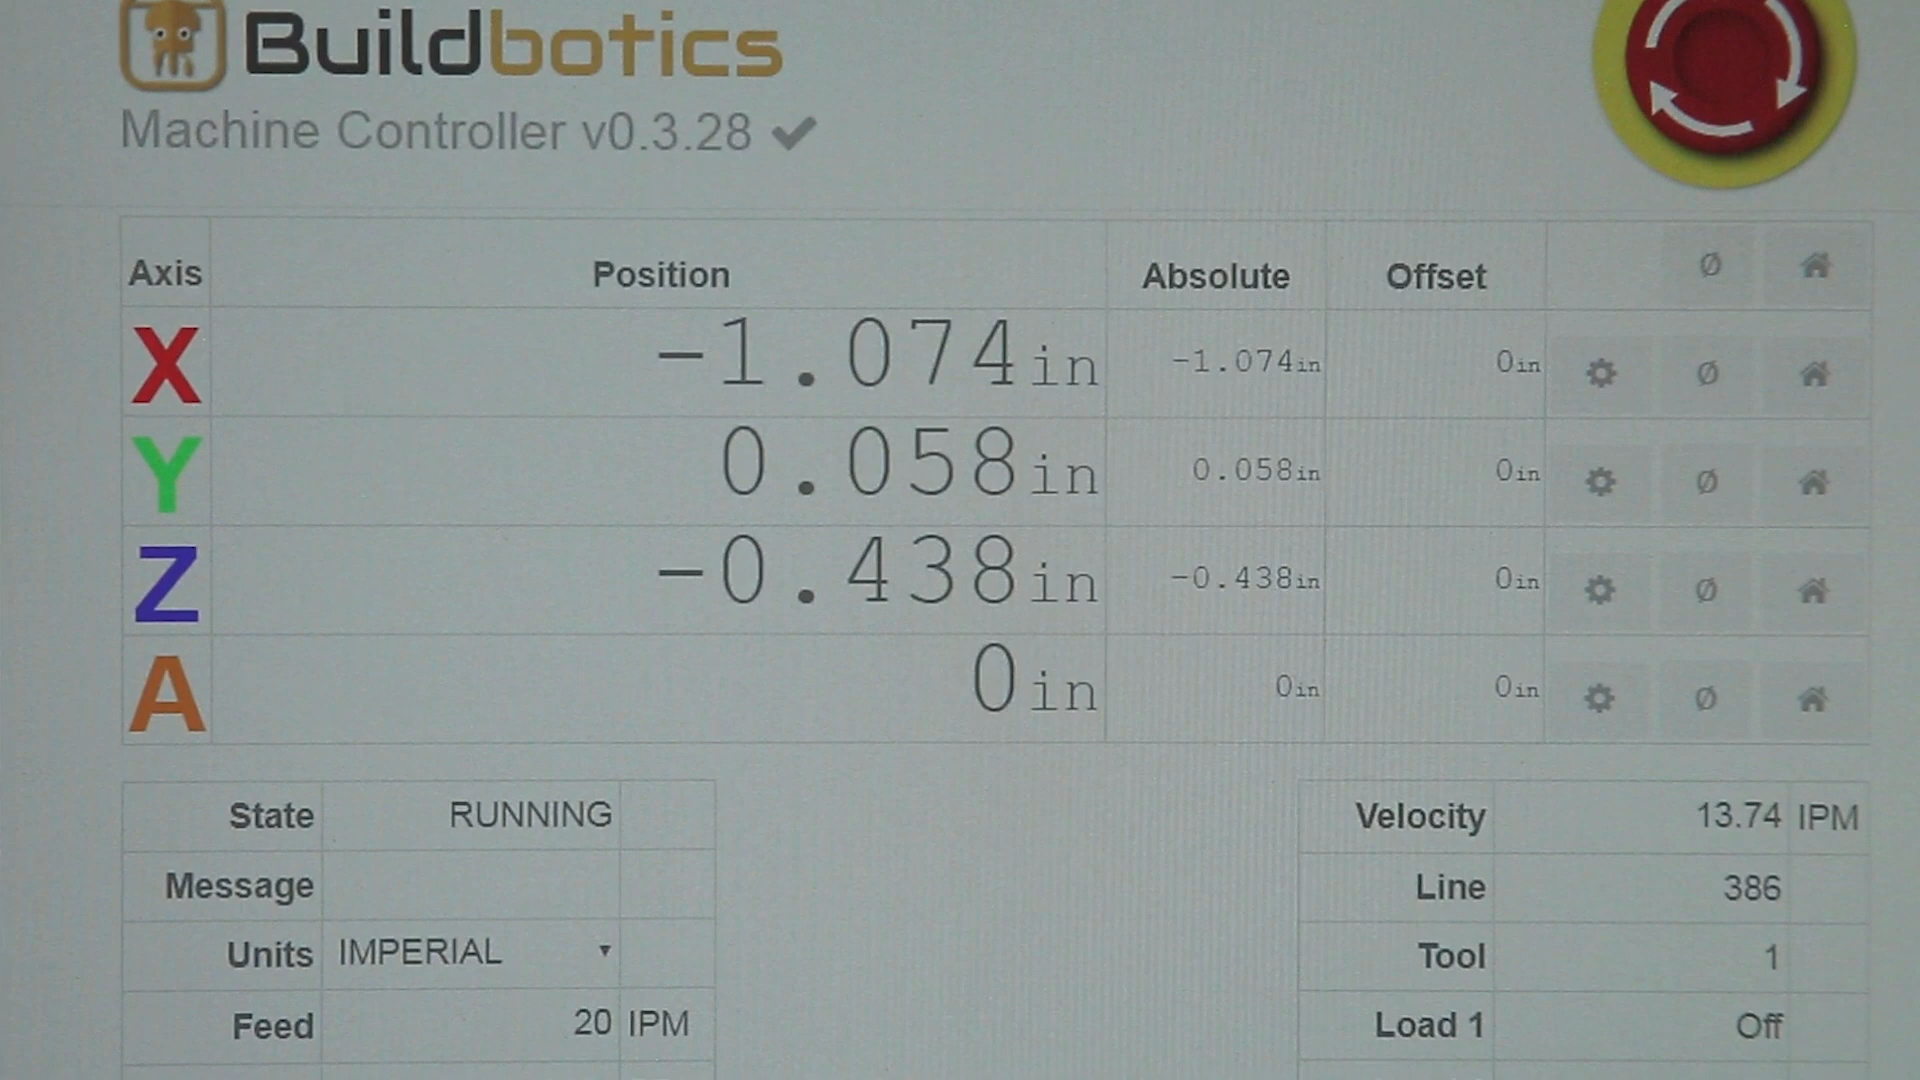 Buildbotics
Machine Controller v0.3.28
Axis Position Absolute Offset
X -1.074in -1.074in 0in
Y 0.058in 0.058in 0in
Z -0.438in -0.438in 0in
A 0in 0in 0in
State RUNNING
Message
Units IMPERIAL
Feed 20 IPM
Velocity 13.74 IPM
Line 386
Tool 1
Load 1 Off